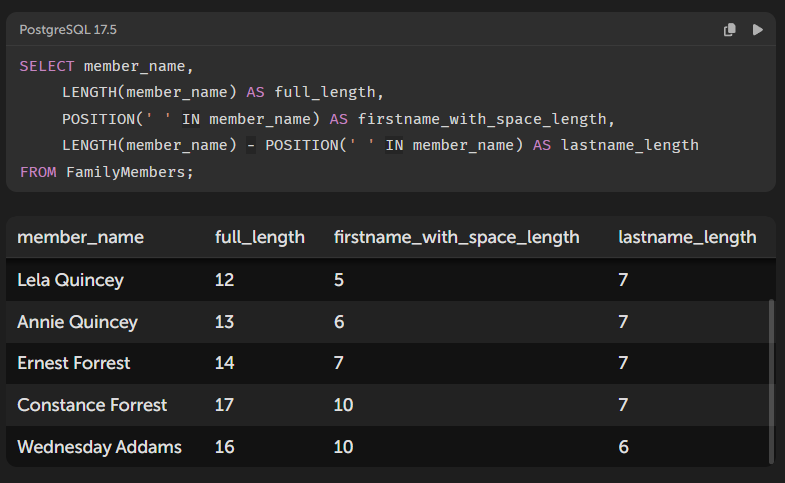 PostgreSQL 17.5
SELECT member_name,
LENGTH(member_name) AS full_length,
POSITION(' ' IN member_name) AS firstname_with_space_length,
LENGTH(member_name) - POSITION(' ' IN member_name) AS lastname_length
FROM FamilyMembers;
member_name full_length firstname_with_space_length lastname_length
Lela Quincey 12 5 7
Annie Quincey 13 6 7
Ernest Forrest 14 7 7
Constance Forrest 17 10 7
Wednesday Addams 16 10 6